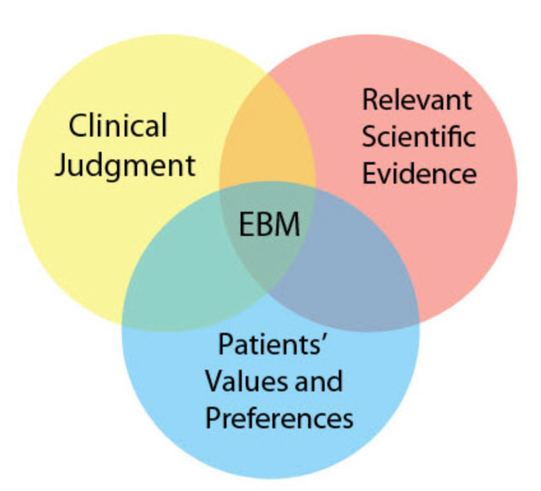 Clinical
Judgment
Relevant
Scientific
Evidence
EBM
Patients’
Values and
Preferences